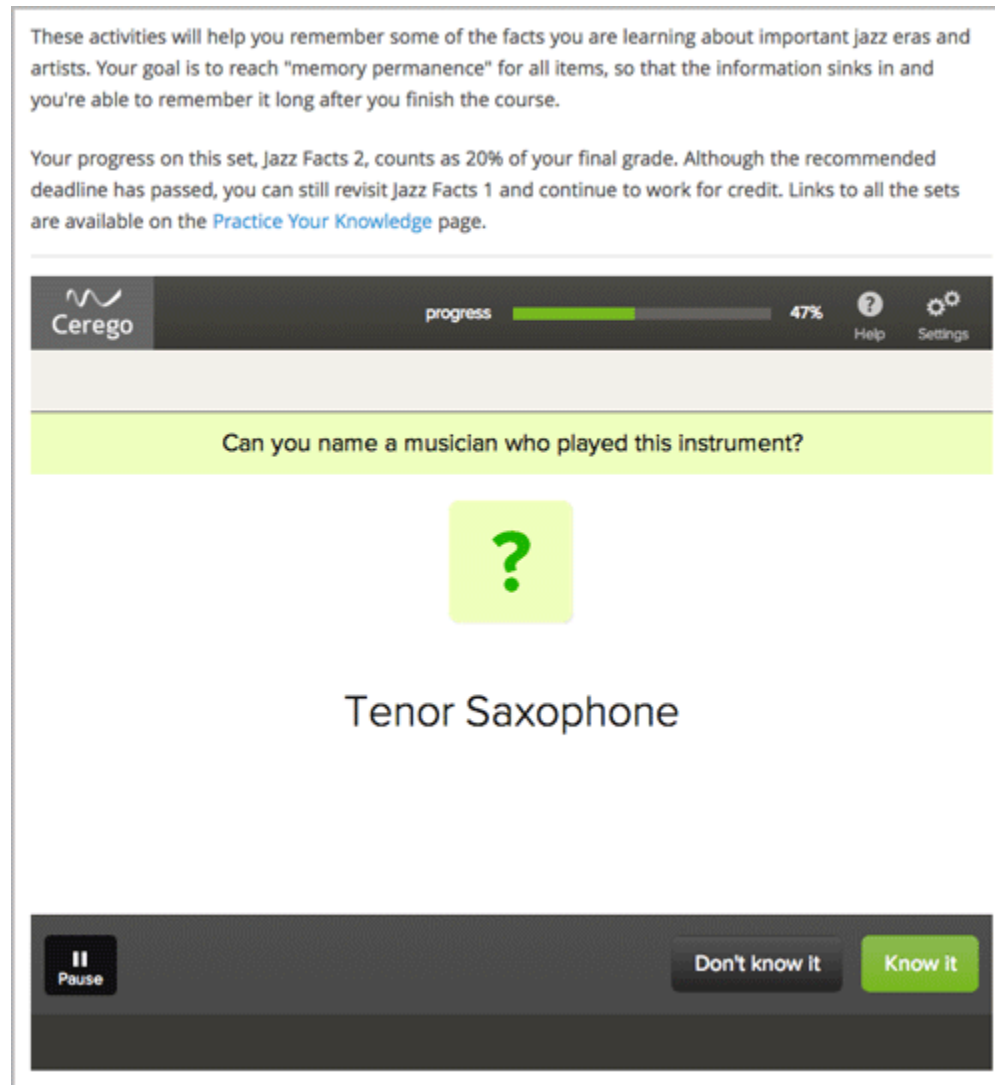 These activities will help you remember some of the facts you are learning about important jazz eras and
artists. Your goal is to reach "memory permanence" for all items, so that the information sinks in and
you're able to remember it long after you finish the course.
Your progress on this set, Jazz Facts 2, counts as 20% of your final grade. Although the recommended
deadline has passed, you can still revisit Jazz Facts 1 and continue to work for credit. Links to all the sets
are available on the Practice Your Knowledge page.
Cerego
progress 47%
? Help
Settings
Can you name a musician who played this instrument?
?
Tenor Saxophone
Pause
Don't know it
Know it